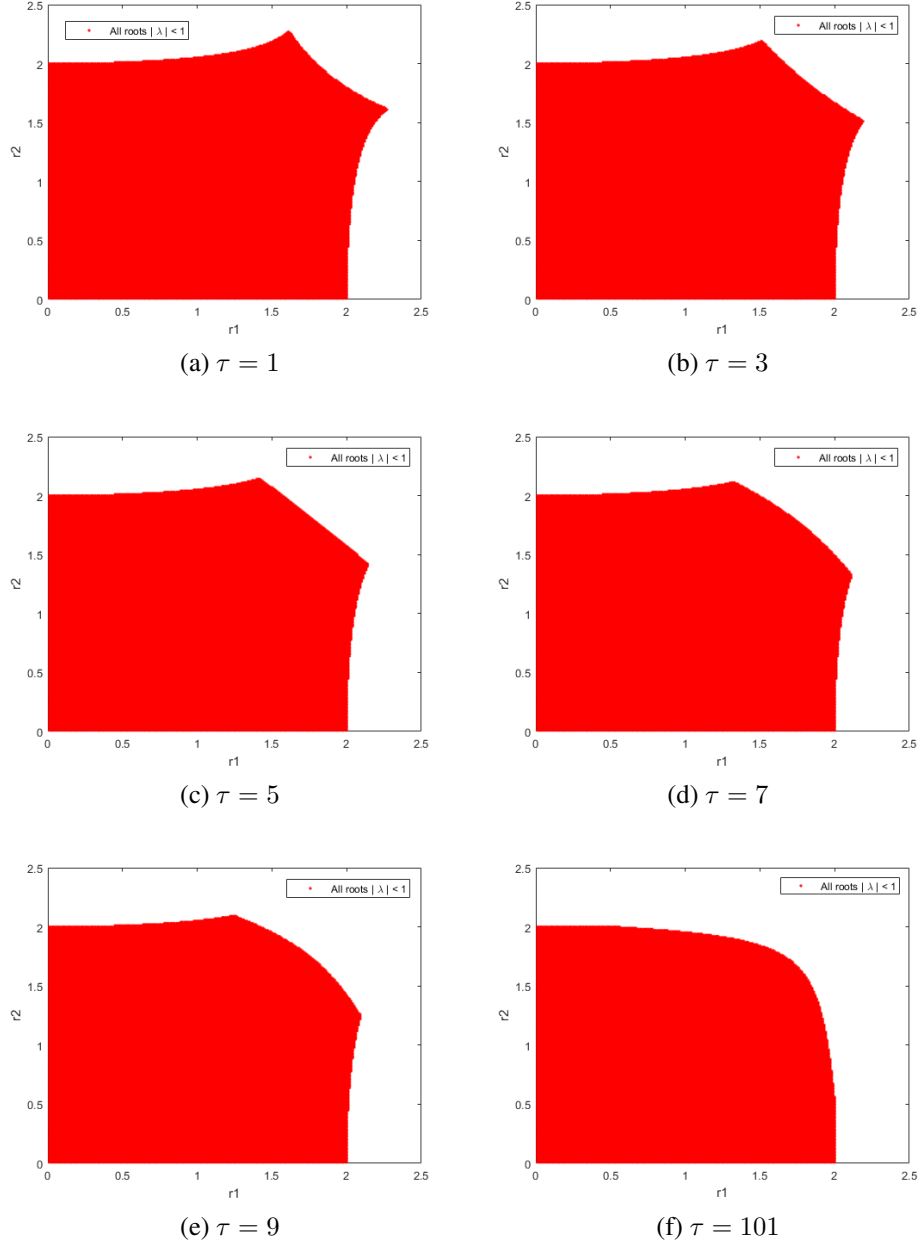 All roots | λ | < 1
All roots | λ | < 1
2.5
2
1.5
1
0.5
0
r2
0 0.5 1 1.5 2 2.5
r1
2.5
2
1.5
1
0.5
0
r2
0 0.5 1 1.5 2 2.5
r1
(a) τ = 1
(b) τ = 3
All roots | λ | < 1
All roots | λ | < 1
2.5
2
1.5
1
0.5
0
r2
0 0.5 1 1.5 2 2.5
r1
2.5
2
1.5
1
0.5
0
r2
0 0.5 1 1.5 2 2.5
r1
(c) τ = 5
(d) τ = 7
All roots | λ | < 1
All roots | λ | < 1
2.5
2
1.5
1
0.5
0
r2
0 0.5 1 1.5 2 2.5
r1
2.5
2
1.5
1
0.5
0
r2
0 0.5 1 1.5 2 2.5
r1
(e) τ = 9
(f) τ = 101